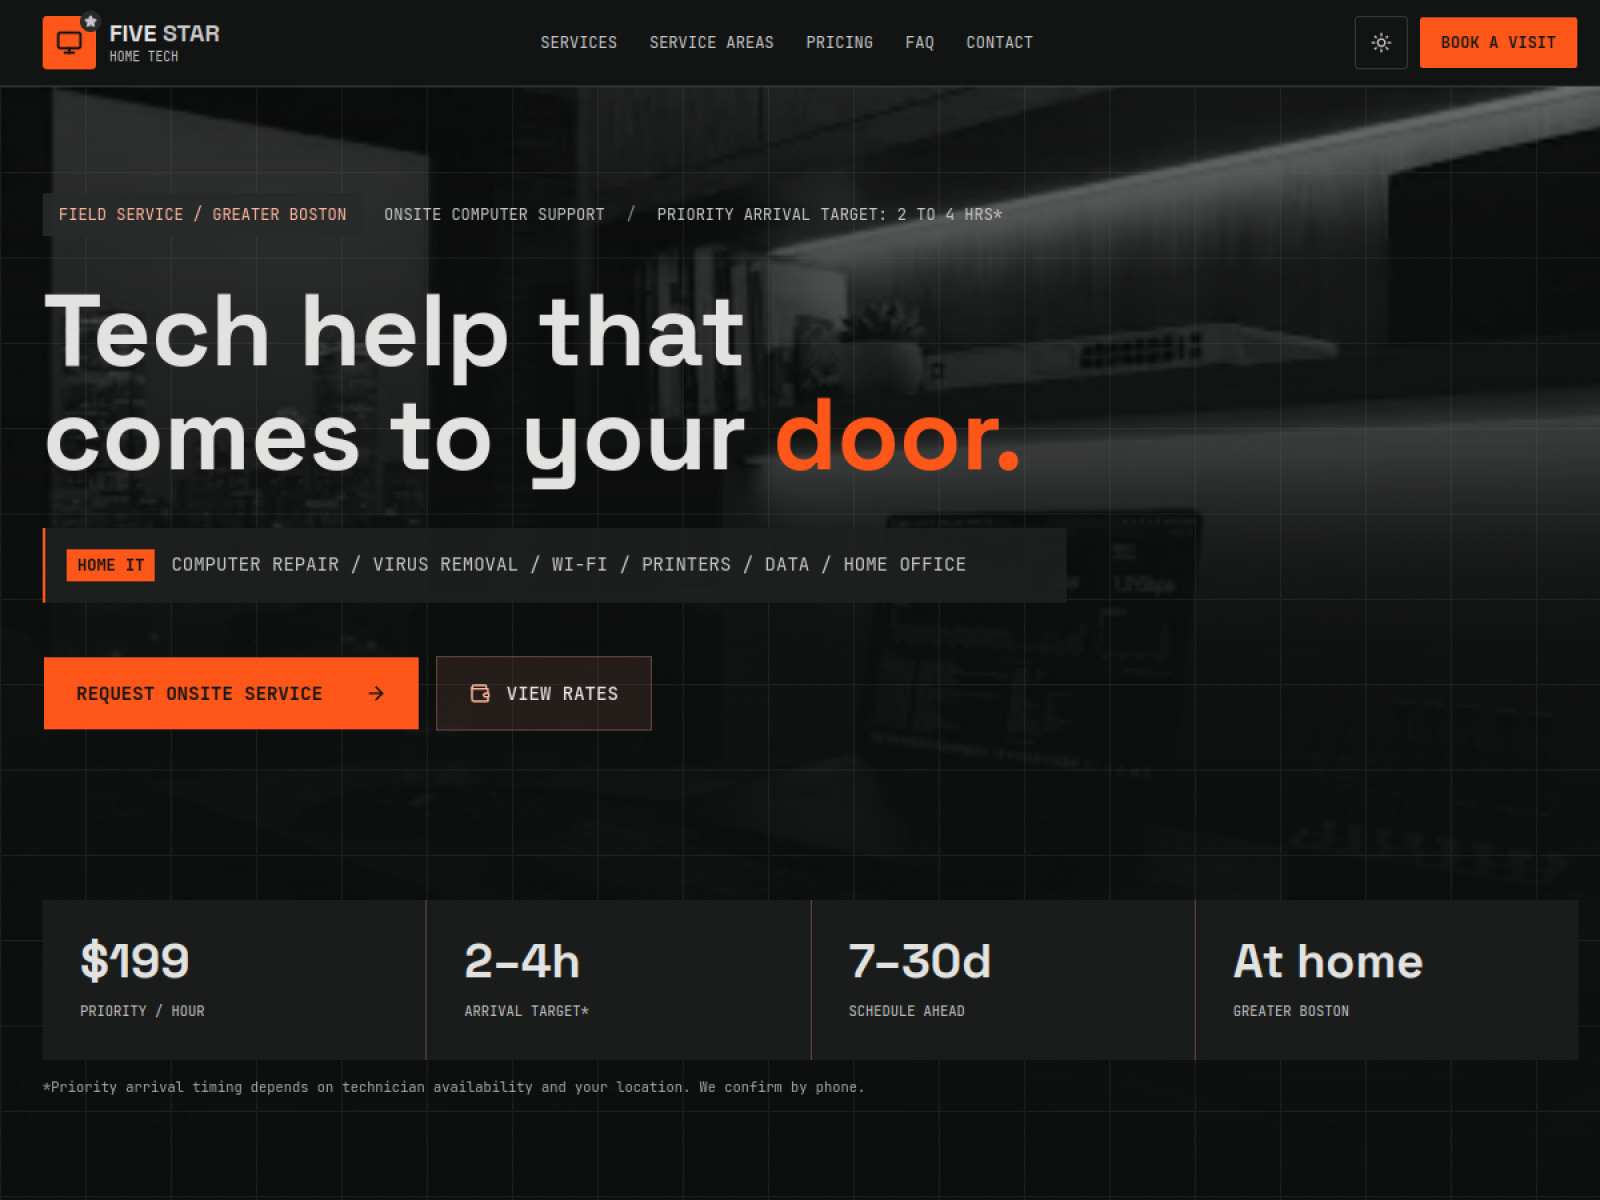 FIVE STAR
HOME TECH
SERVICES
SERVICE AREAS
PRICING
FAQ
CONTACT
BOOK A VISIT
FIELD SERVICE / GREATER BOSTON
ONSITE COMPUTER SUPPORT / PRIORITY ARRIVAL TARGET: 2 TO 4 HRS*
Tech help that
comes to your door.
HOME IT
COMPUTER REPAIR / VIRUS REMOVAL / WI-FI / PRINTERS / DATA / HOME OFFICE
REQUEST ONSITE SERVICE →
VIEW RATES
$199
PRIORITY / HOUR
2–4h
ARRIVAL TARGET*
7–30d
SCHEDULE AHEAD
At home
GREATER BOSTON
*Priority arrival timing depends on technician availability and your location. We confirm by phone.